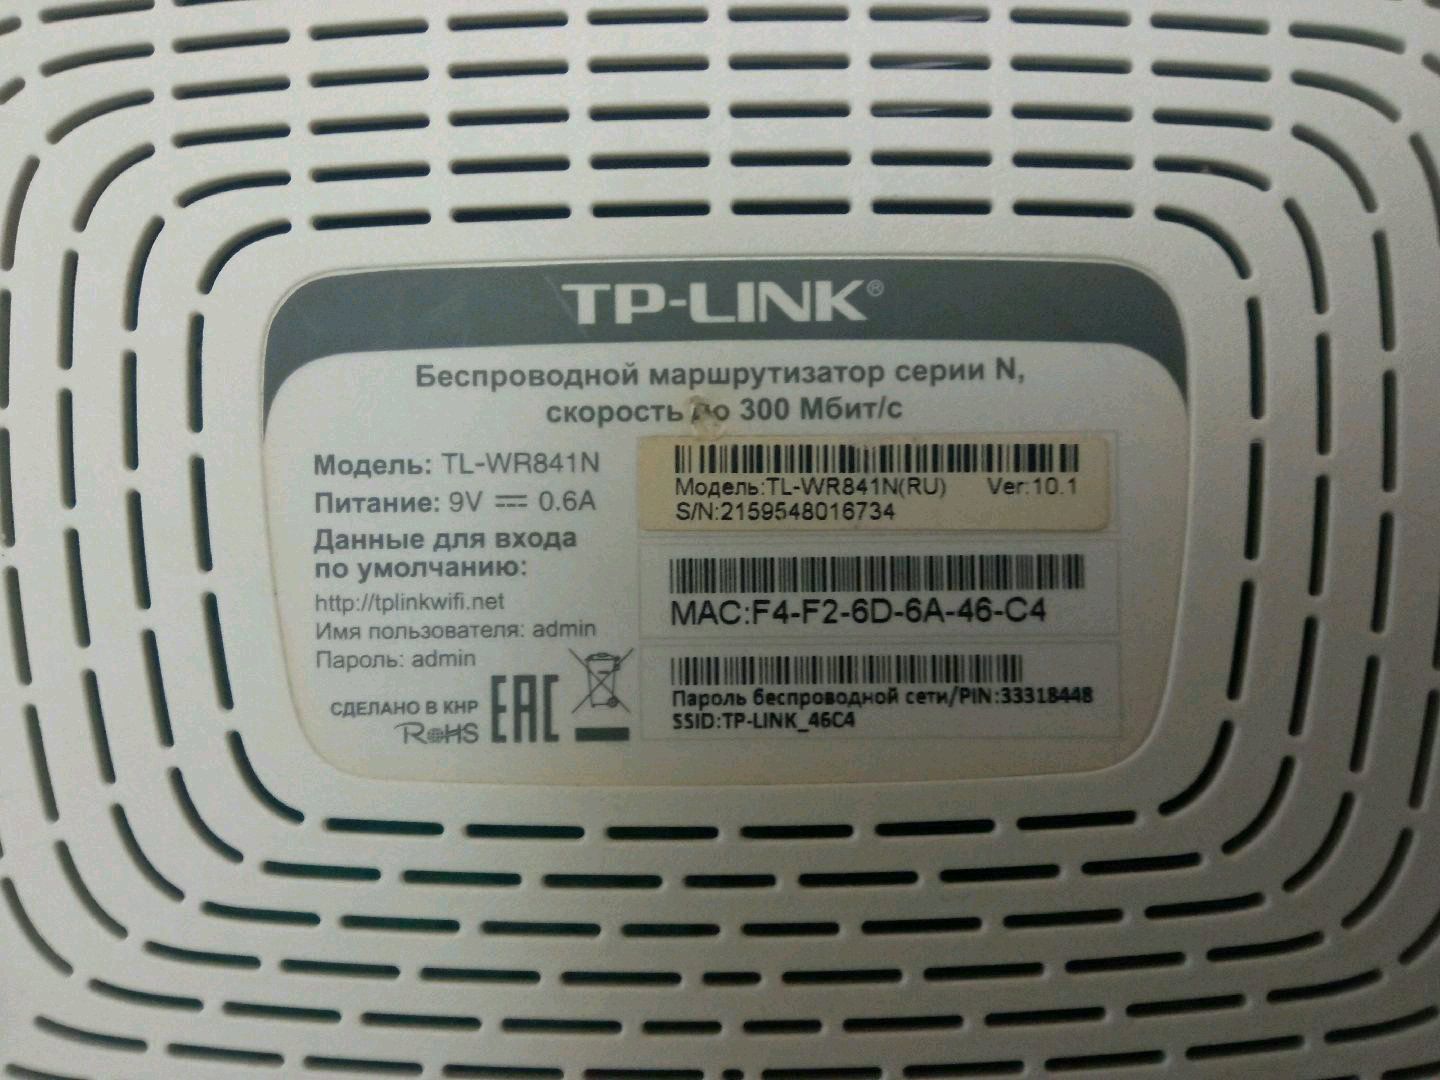 TP-LINK®
Беспроводной маршрутизатор серии N,
скорость до 300 Мбит/с
Модель: TL-WR841N
Питание: 9V ⎓ 0.6A
Данные для входа
по умолчанию:
http://tplinkwifi.net
Имя пользователя: admin
Пароль: admin
СДЕЛАНО В КНР
RoHS
EAC
Модель:TL-WR841N(RU) Ver:10.1
S/N:2159548016734
MAC:F4-F2-6D-6A-46-C4
Пароль беспроводной сети/PIN:33318448
SSID:TP-LINK_46C4